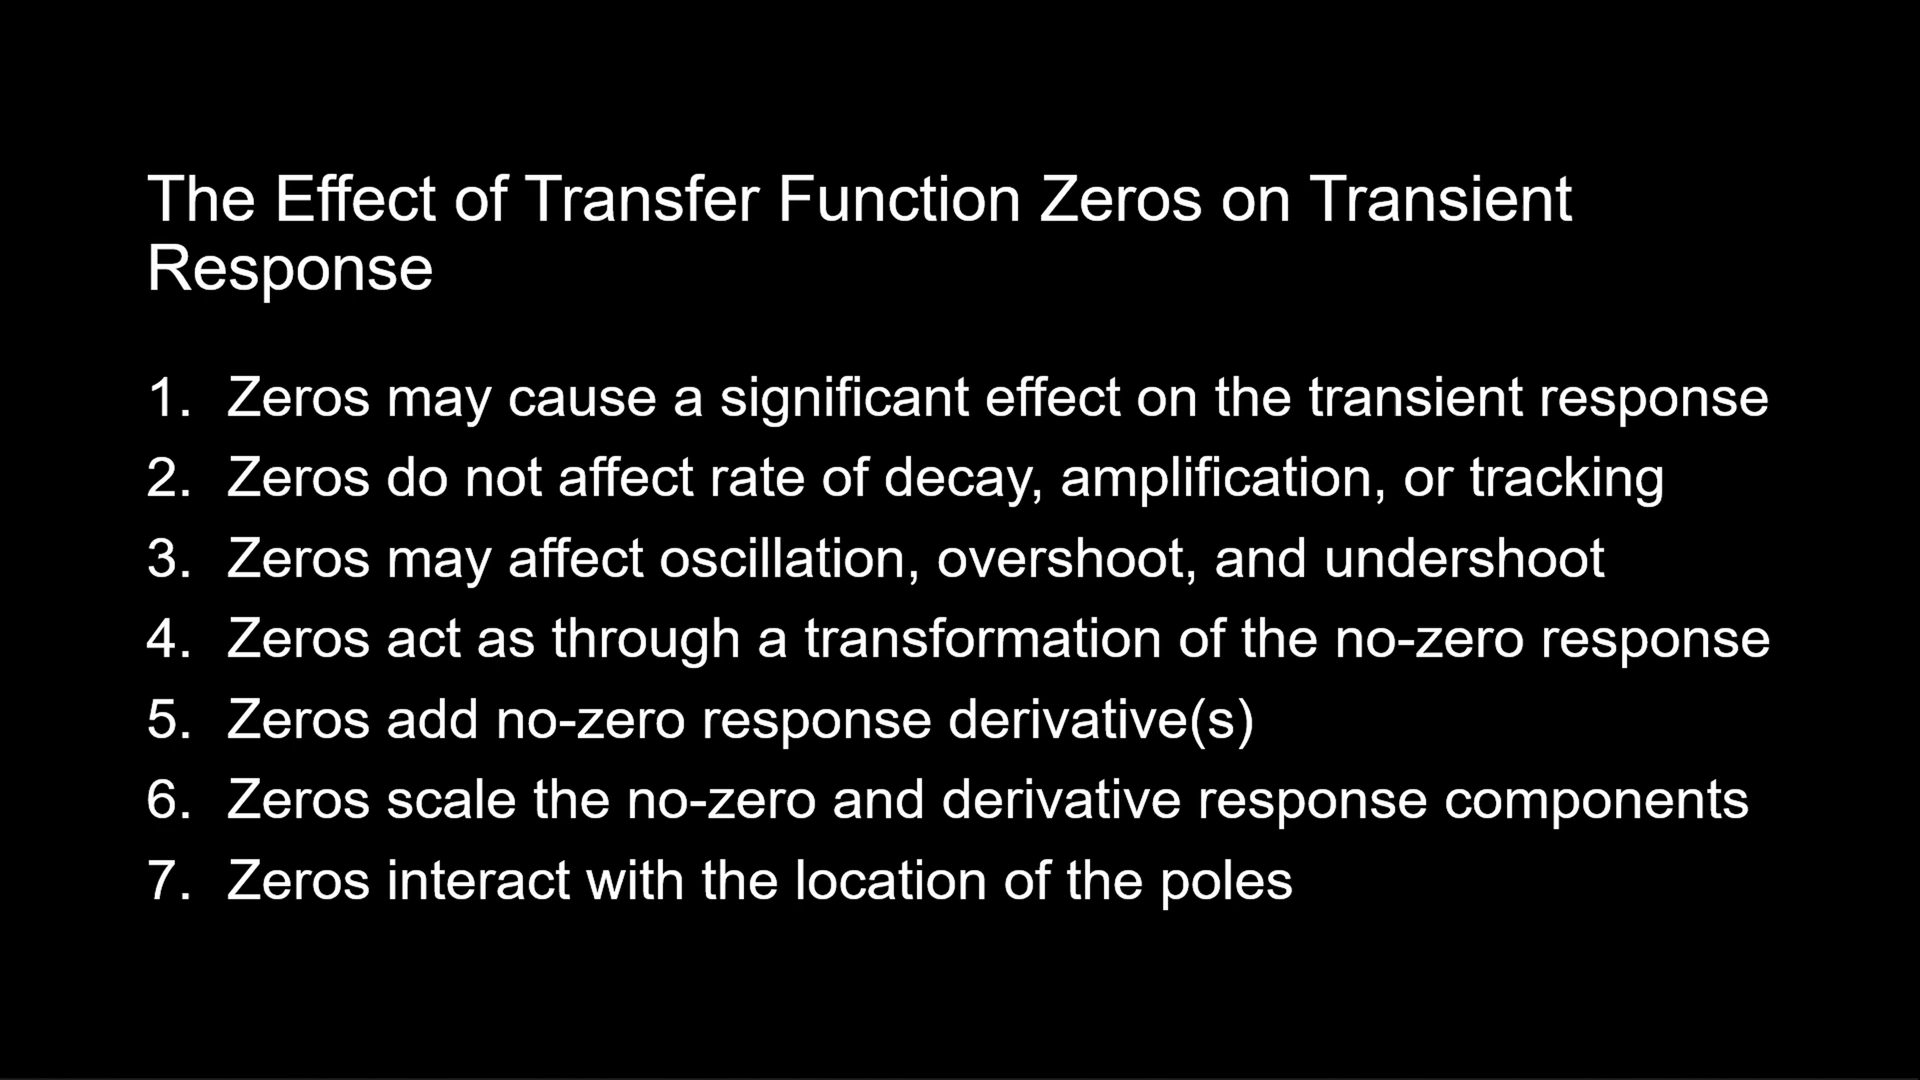 The Effect of Transfer Function Zeros on Transient
Response
1. Zeros may cause a significant effect on the transient response
2. Zeros do not affect rate of decay, amplification, or tracking
3. Zeros may affect oscillation, overshoot, and undershoot
4. Zeros act as through a transformation of the no-zero response
5. Zeros add no-zero response derivative(s)
6. Zeros scale the no-zero and derivative response components
7. Zeros interact with the location of the poles